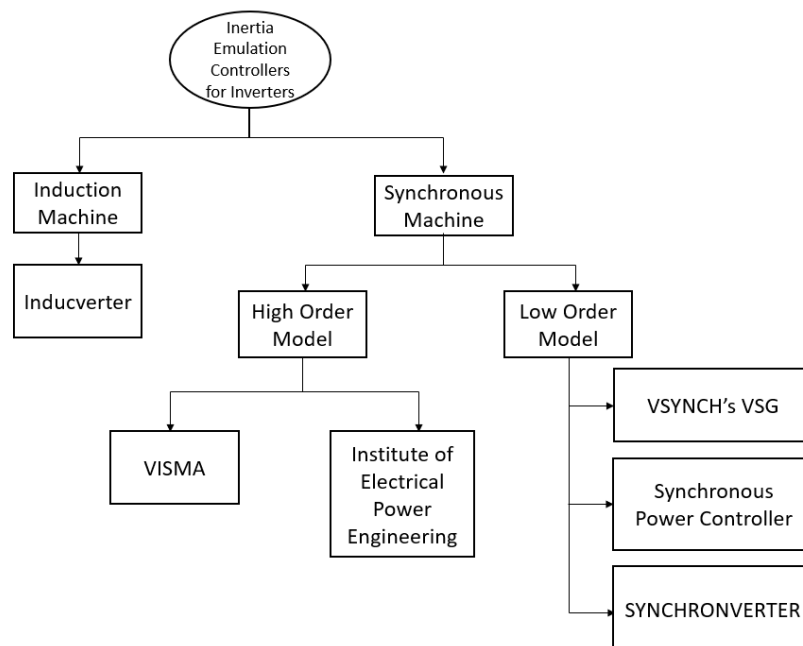 Inertia
Emulation
Controllers
for Inverters
Induction
Machine
Synchronous
Machine
Inducverter
High Order
Model
Low Order
Model
VSYNCH's VSG
VISMA
Institute of
Electrical
Power
Engineering
Synchronous
Power Controller
SYNCHRONVERTER